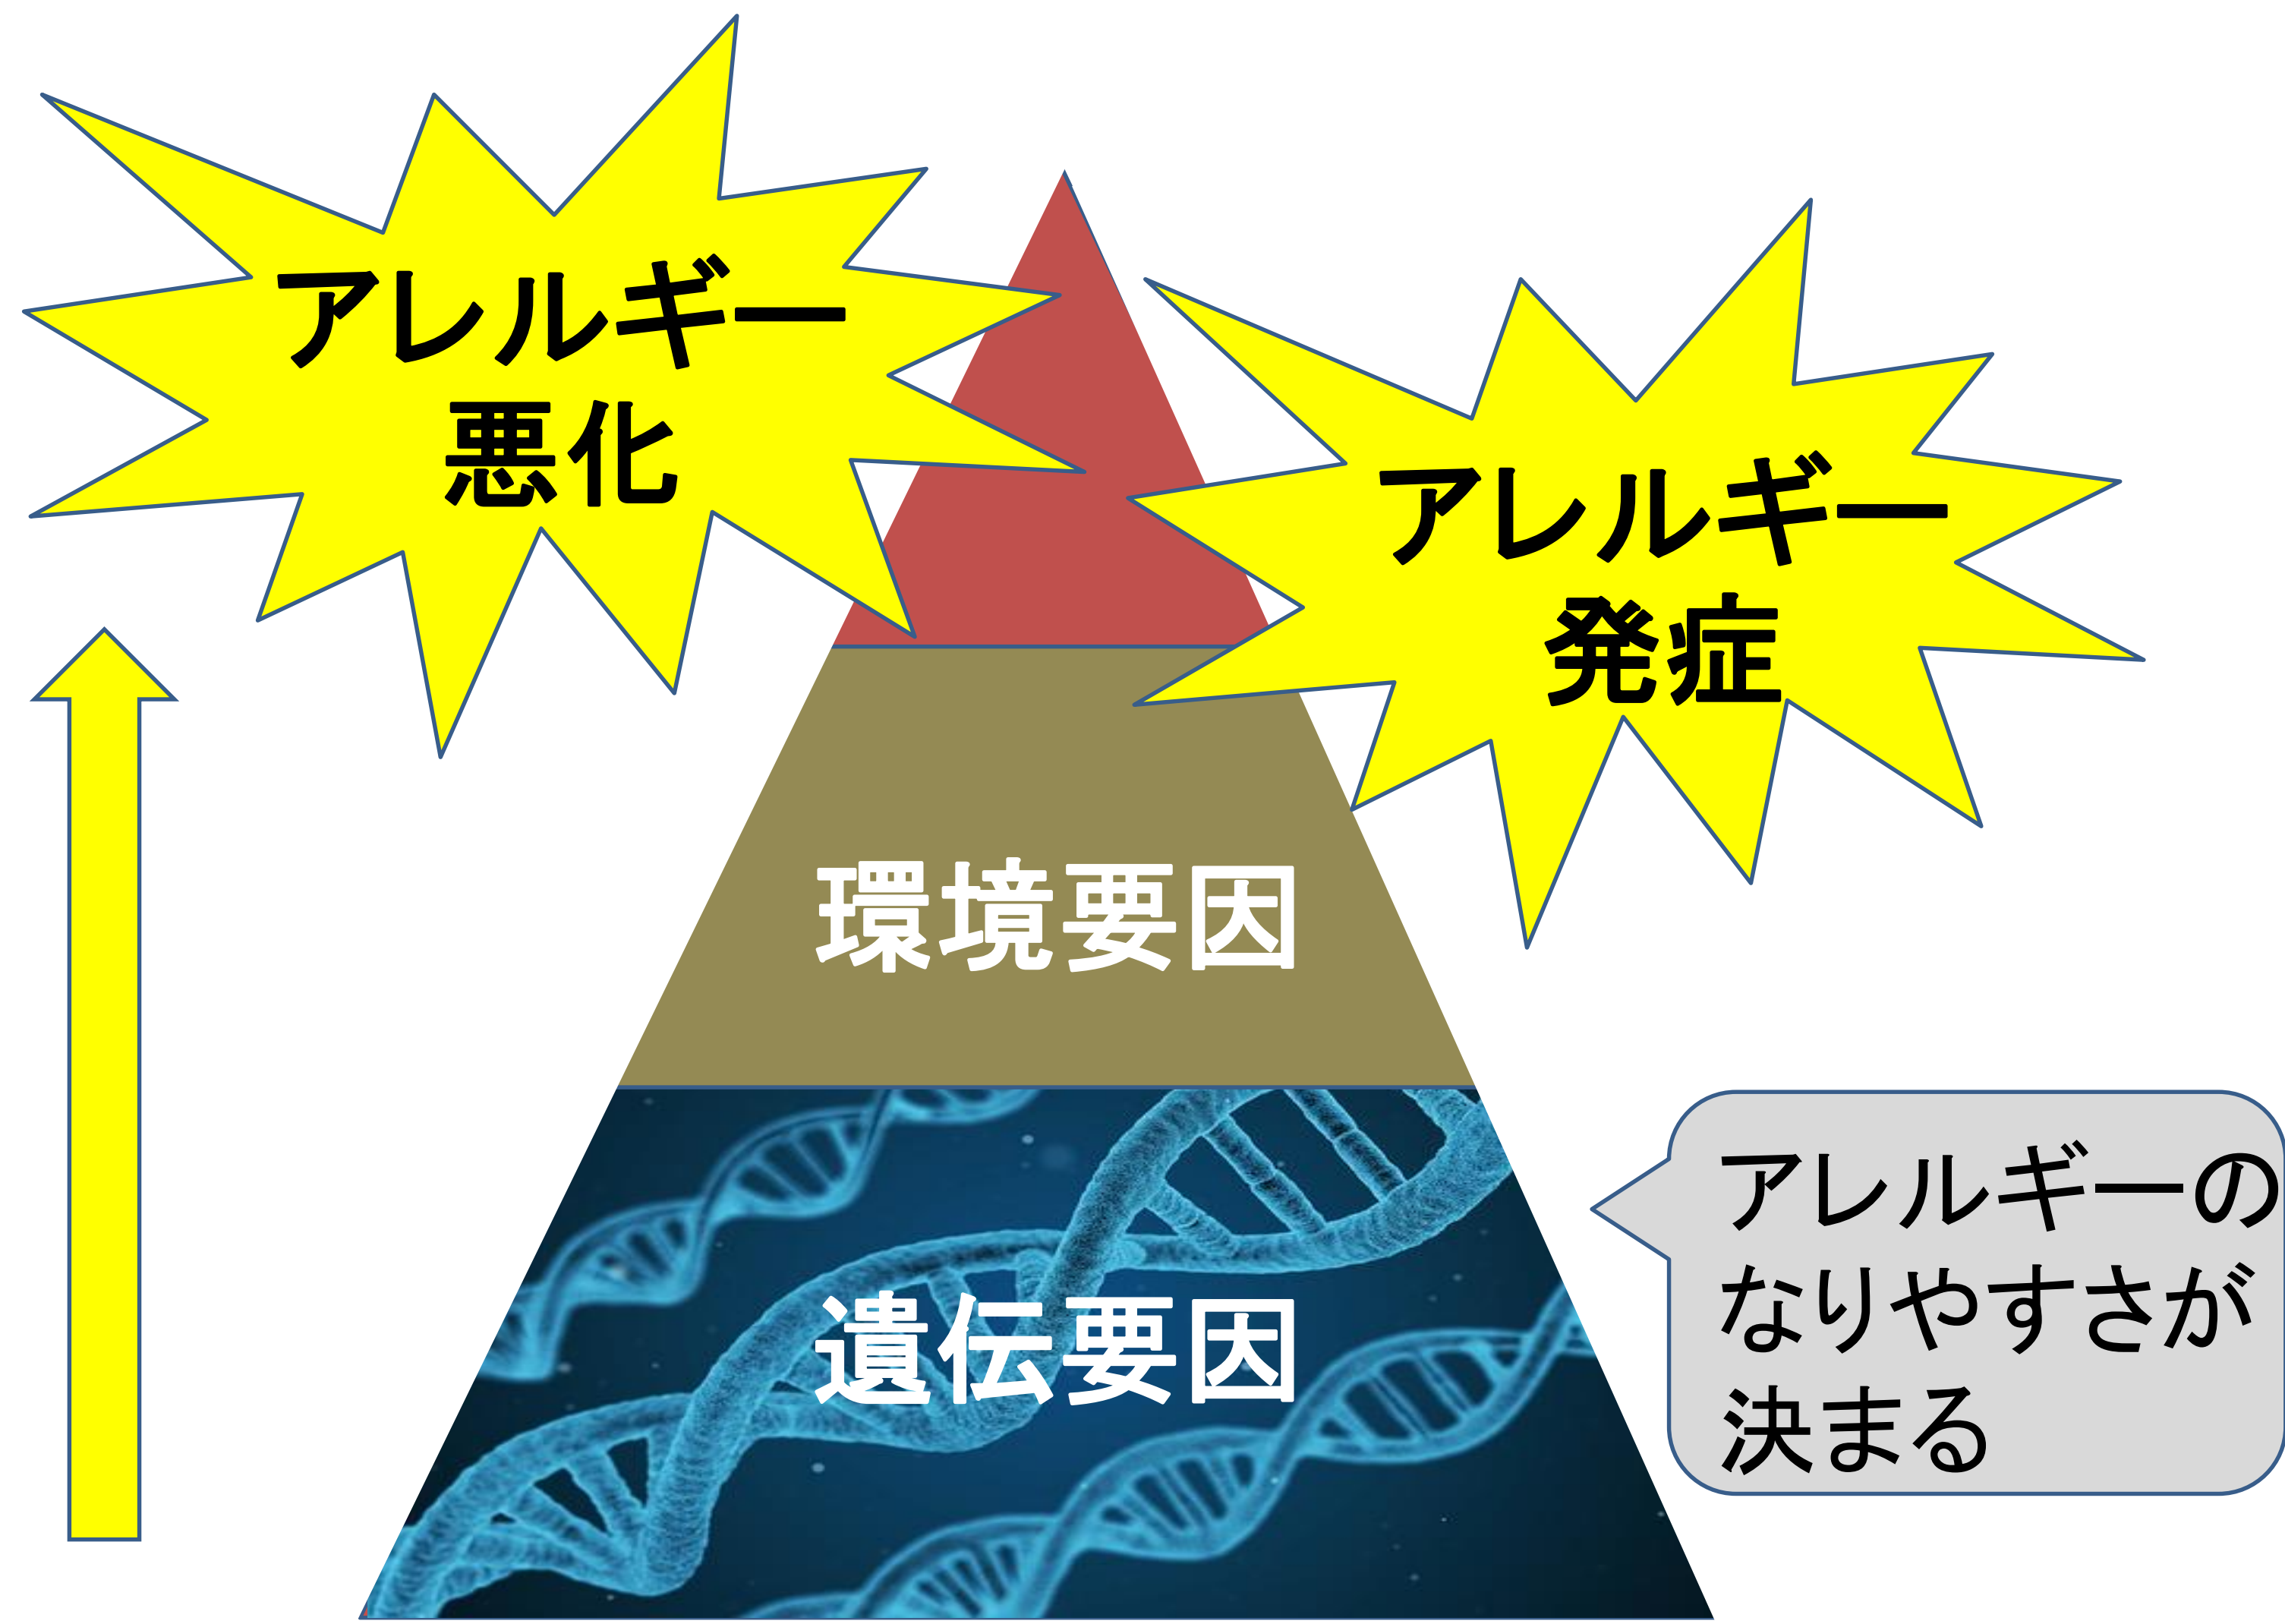 アレルギー
悪化
アレルギー
発症
環境要因
遺伝要因
アレルギーの
なりやすさが
決まる